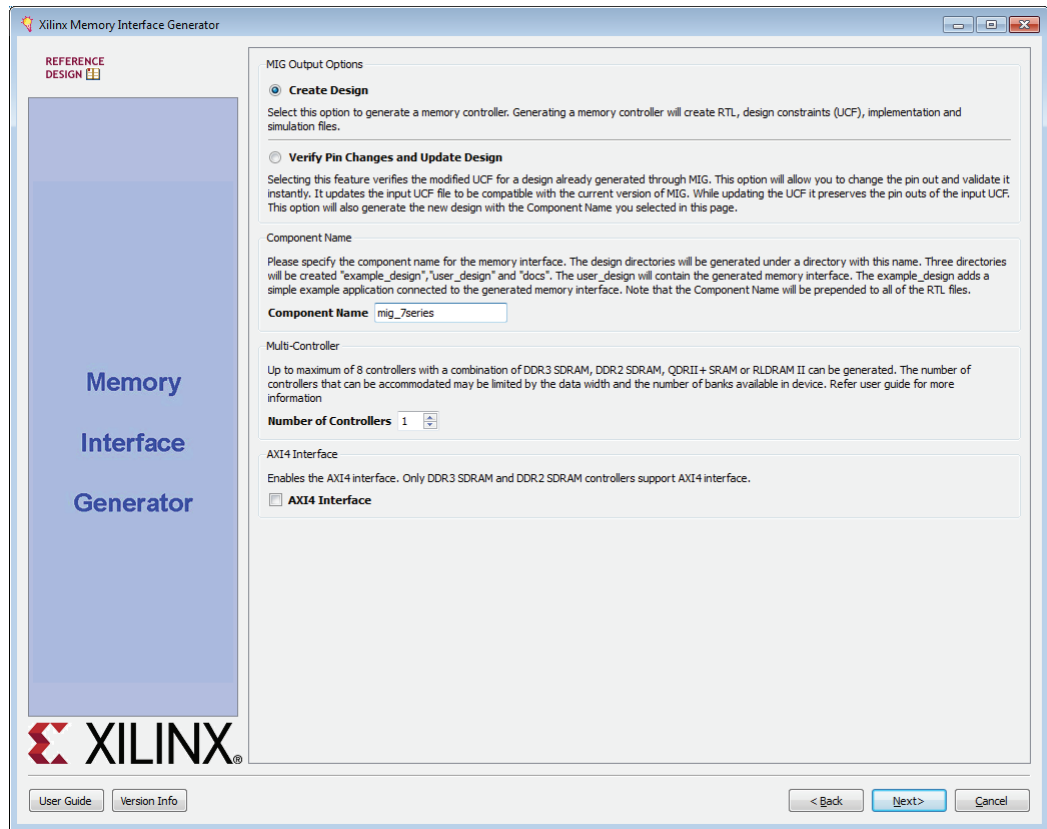 Xilinx Memory Interface Generator
REFERENCE
DESIGN
MIG Output Options
Create Design
Select this option to generate a memory controller. Generating a memory controller will create RTL, design constraints (UCF), implementation and
simulation files.
Verify Pin Changes and Update Design
Selecting this feature verifies the modified UCF for a design already generated through MIG. This option will allow you to change the pin out and validate it
instantly. It updates the input UCF file to be compatible with the current version of MIG. While updating the UCF it preserves the pin outs of the input UCF.
This option will also generate the new design with the Component Name you selected in this page.
Component Name
Please specify the component name for the memory interface. The design directories will be generated under a directory with this name. Three directories
will be created "example_design","user_design" and "docs". The user_design will contain the generated memory interface. The example_design adds a
simple example application connected to the generated memory interface. Note that the Component Name will be prepended to all of the RTL files.
Component Name mig_7series
Multi-Controller
Up to maximum of 8 controllers with a combination of DDR3 SDRAM, DDR2 SDRAM, QDRII+ SRAM or RLDRAM II can be generated. The number of
controllers that can be accommodated may be limited by the data width and the number of banks available in device. Refer user guide for more
information
Number of Controllers 1
AXI4 Interface
Enables the AXI4 interface. Only DDR3 SDRAM and DDR2 SDRAM controllers support AXI4 interface.
AXI4 Interface
Memory
Interface
Generator
XILINX®
User Guide
Version Info
< Back
Next>
Cancel